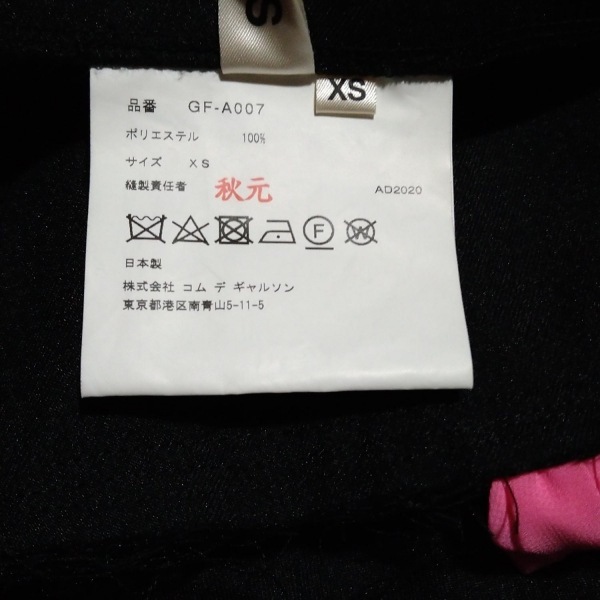 S
XS
品番 GF-A007
ポリエステル 100%
サイズ XS
縫製責任者 秋元 AD2020
F W
日本製
株式会社 コム デ ギャルソン
東京都港区南青山5-11-5